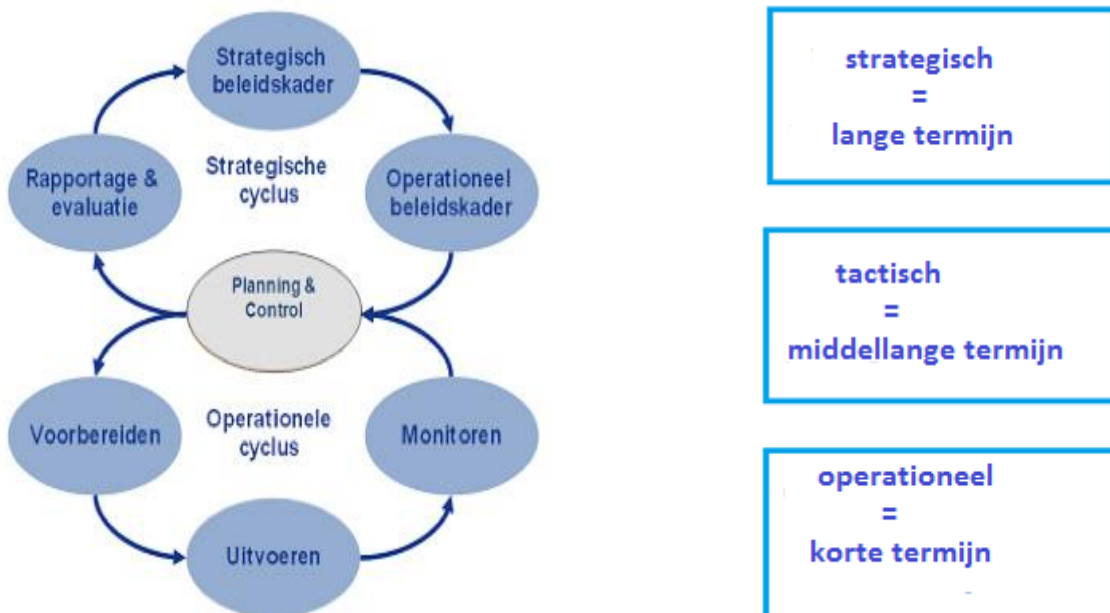 Strategisch
beleidskader
Rapportage &
evaluatie
Strategische
cyclus
Operationeel
beleidskader
Planning &
Control
Voorbereiden
Operationele
cyclus
Monitoren
Uitvoeren
strategisch
=
lange termijn
tactisch
=
middellange termijn
operationeel
=
korte termijn